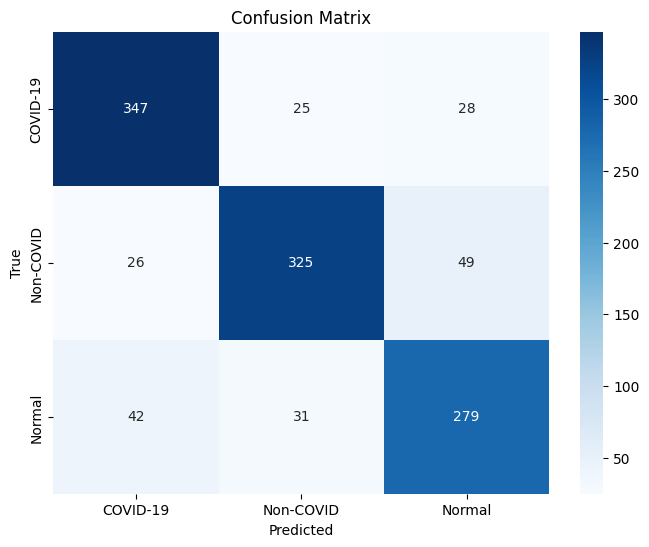 Confusion Matrix
True
COVID-19
347 25 28
Non-COVID
26 325 49
Normal
42 31 279
COVID-19 Non-COVID Normal
Predicted
300
250
200
150
100
50